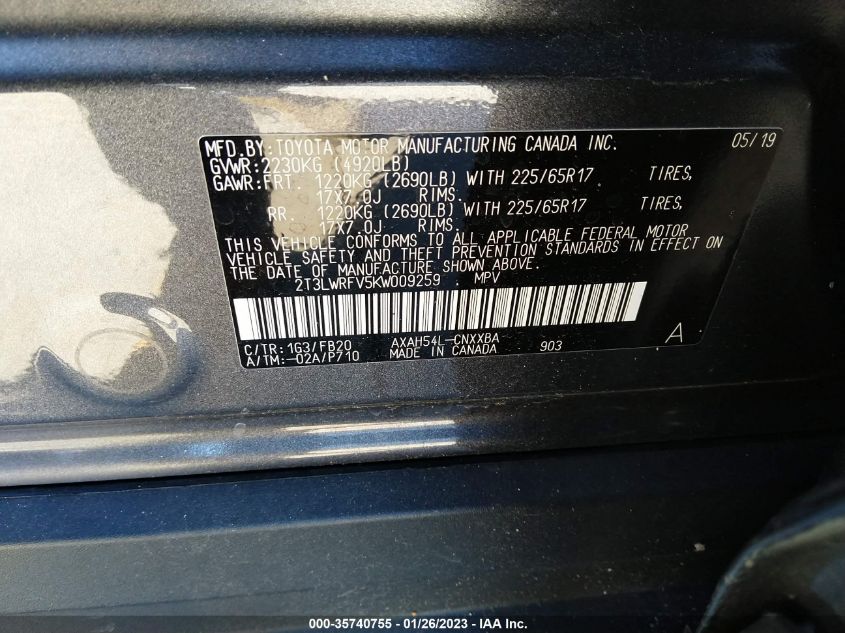 MFD.BY:TOYOTA MOTOR MANUFACTURING CANADA INC. 05/19
GVWR:2230KG (4920LB)
GAWR:FRT. 1220KG (2690LB) WITH 225/65R17 TIRES,
17X7.0J RIMS.
RR. 1220KG (2690LB) WITH 225/65R17 TIRES,
17X7.0J RIMS.
THIS VEHICLE CONFORMS TO ALL APPLICABLE FEDERAL MOTOR
VEHICLE SAFETY AND THEFT PREVENTION STANDARDS IN EFFECT ON
THE DATE OF MANUFACTURE SHOWN ABOVE.
2T3LWRFV5KW009259 . MPV
C/TR:1G3/FB20 AXAH54L-CNXXBA A
A/TM:-02A/P710 MADE IN CANADA 903
000-35740755 - 01/26/2023 - IAA Inc.